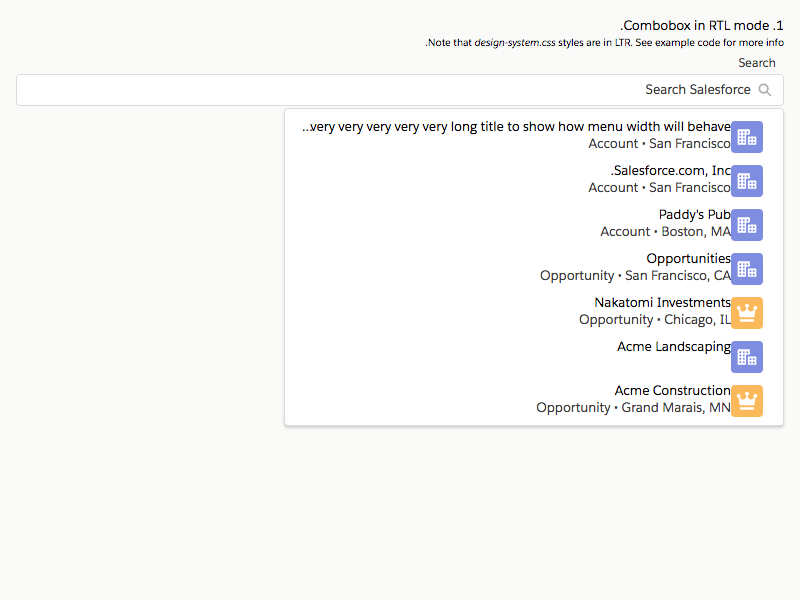 .Combobox in RTL mode .1
.Note that design-system.css styles are in LTR. See example code for more info
Search
Search Salesforce
...very very very very very long title to show how menu width will behave
Account • San Francisco
.Salesforce.com, Inc
Account • San Francisco
Paddy's Pub
Account • Boston, MA
Opportunities
Opportunity • San Francisco, CA
Nakatomi Investments
Opportunity • Chicago, IL
Acme Landscaping
Acme Construction
Opportunity • Grand Marais, MN